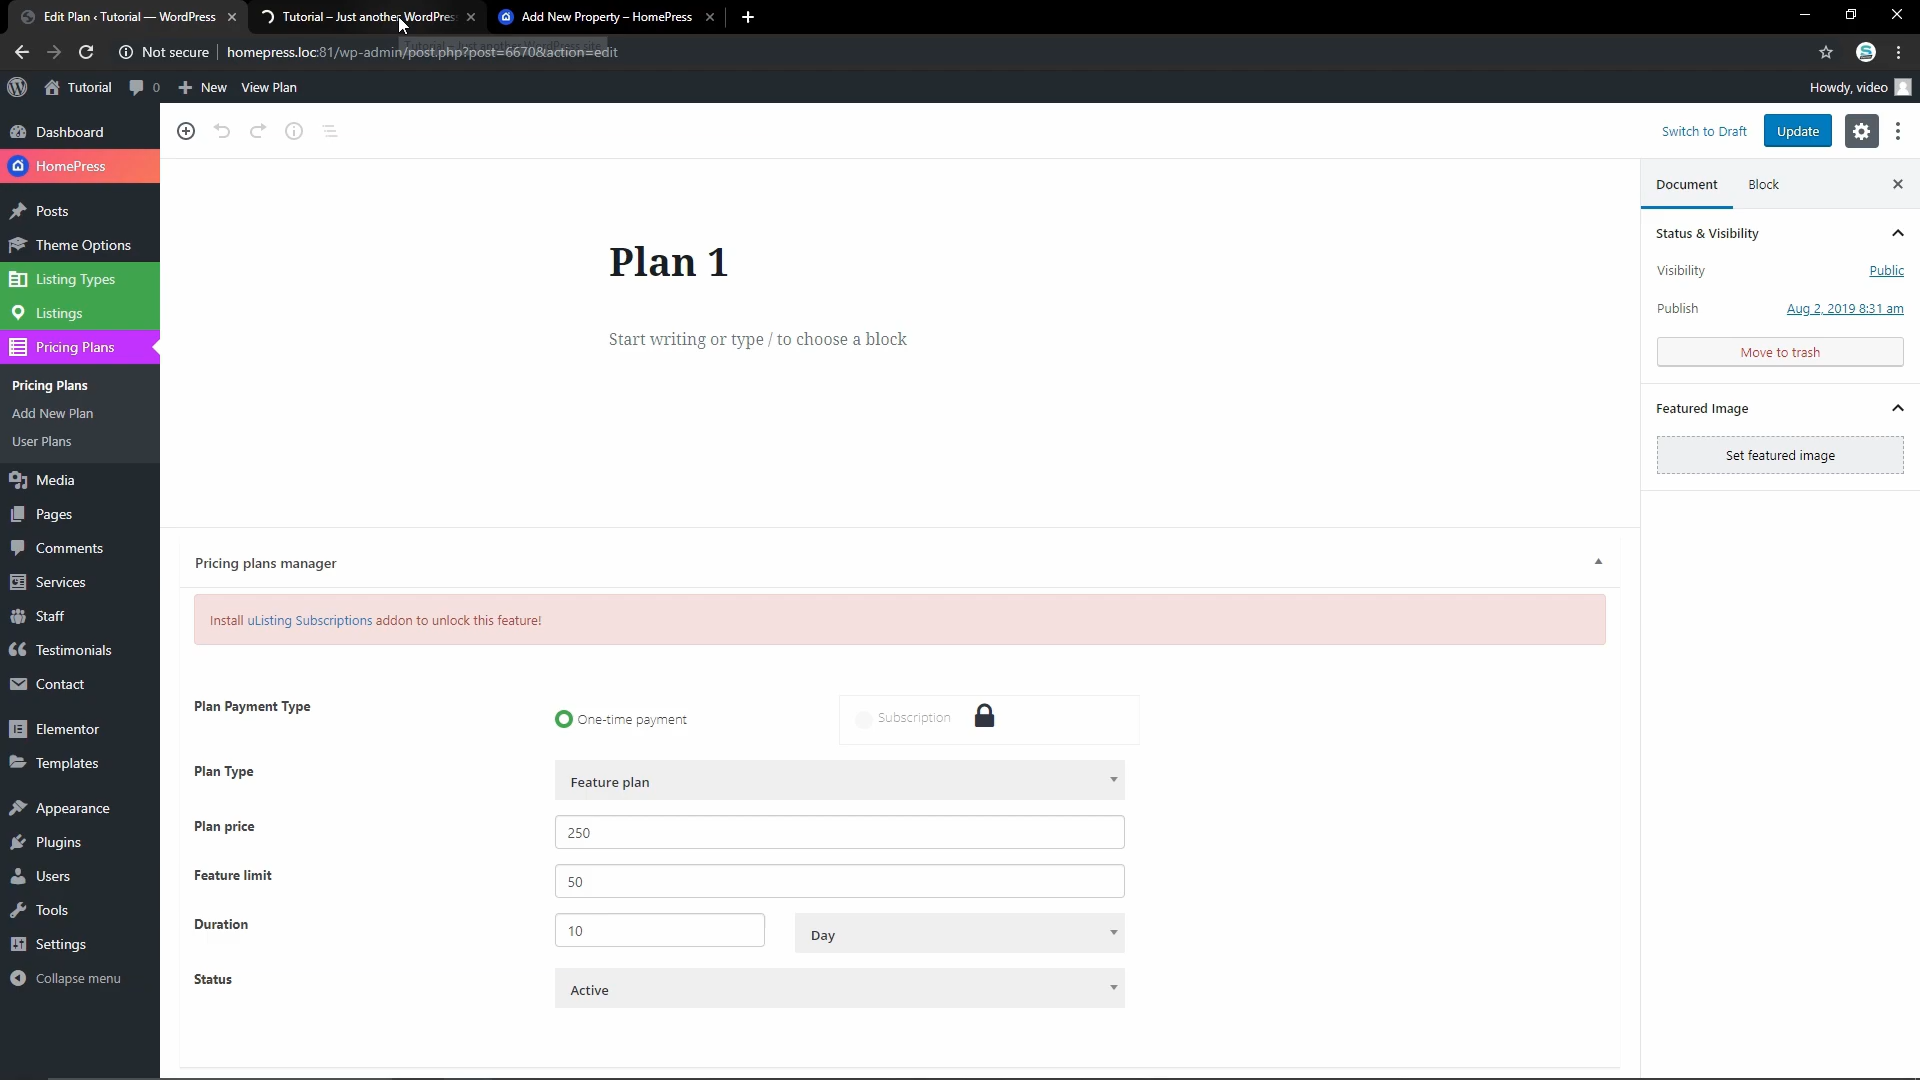 Edit Plan ‹ Tutorial — WordPress
Tutorial – Just another WordPres
Add New Property – HomePress
Not secure
homepress.loc:81/wp-admin/post.php?post=6670&action=edit
Tutorial
0
New
View Plan
Howdy, video
Dashboard
HomePress
Posts
Theme Options
Listing Types
Listings
Pricing Plans
Pricing Plans
Add New Plan
User Plans
Media
Pages
Comments
Services
Staff
Testimonials
Contact
Elementor
Templates
Appearance
Plugins
Users
Tools
Settings
Collapse menu
Switch to Draft
Update
Plan 1
Start writing or type / to choose a block
Document
Block
Status & Visibility
Visibility
Public
Publish
Aug 2, 2019 8:31 am
Move to trash
Featured Image
Set featured image
Pricing plans manager
Install uListing Subscriptions addon to unlock this feature!
Plan Payment Type
One-time payment
Subscription
Plan Type
Feature plan
Plan price
250
Feature limit
50
Duration
10
Day
Status
Active